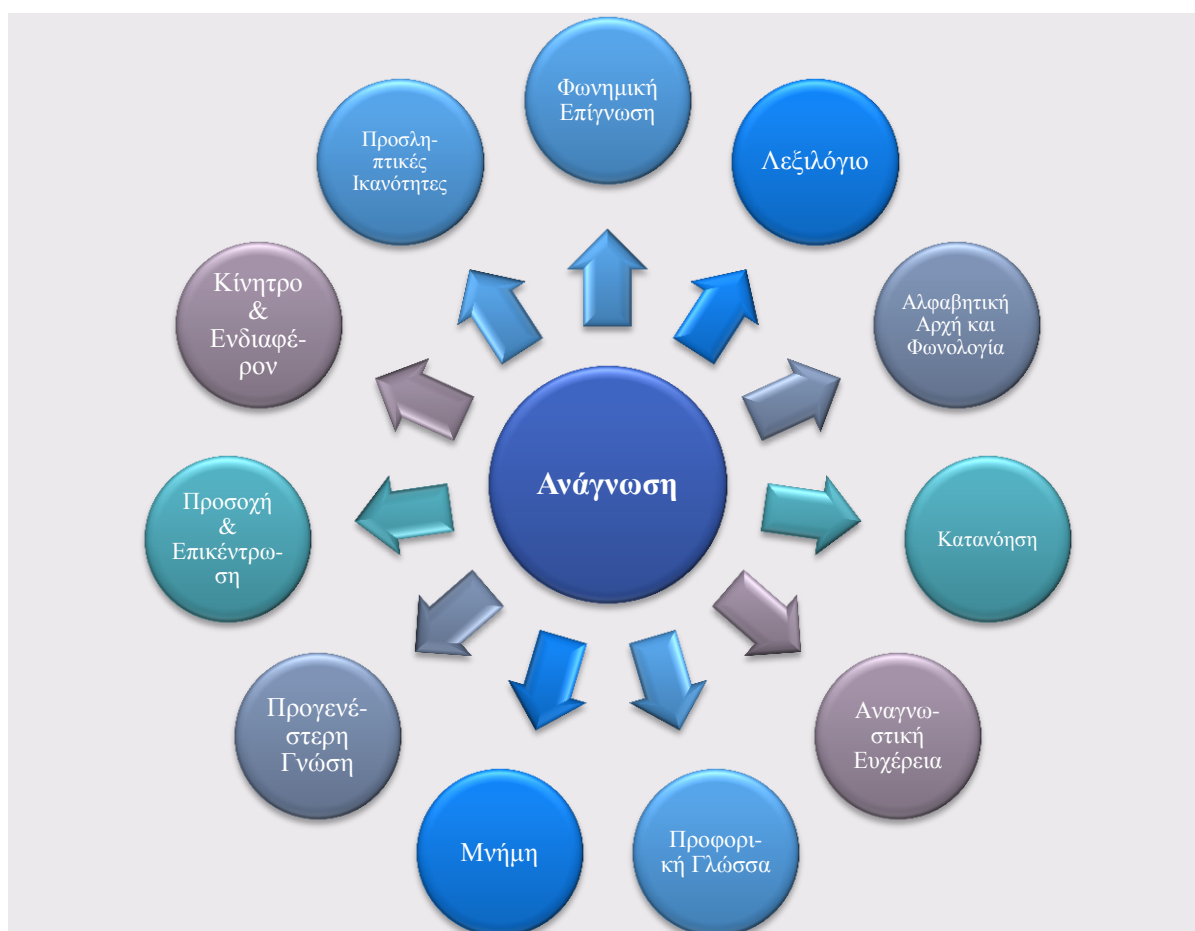 Φωνημική
Επίγνωση
Λεξιλόγιο
Αλφαβητική
Αρχή και
Φωνολογία
Κατανόηση
Αναγνω-
στική
Ευχέρεια
Προφορι-
κή Γλώσσα
Μνήμη
Προγενέ-
στερη
Γνώση
Προσοχή
&
Επικέντρω-
ση
Κίνητρο
&
Ενδιαφέ-
ρον
Προσλη-
πτικές
Ικανότητες
Ανάγνωση